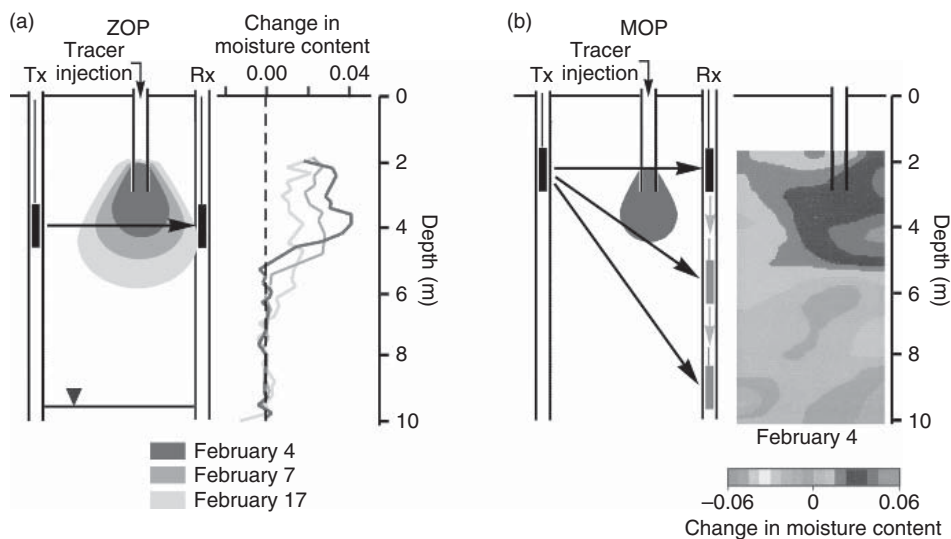 (a)
ZOP
Tracer
injection
Tx
Rx
Change in
moisture content
0.00
0.04
0
2
4
6
8
10
Depth (m)
February 4
February 7
February 17
(b)
MOP
Tracer
injection
Tx
Rx
0
2
4
6
8
10
Depth (m)
February 4
−0.06
0
0.06
Change in moisture content